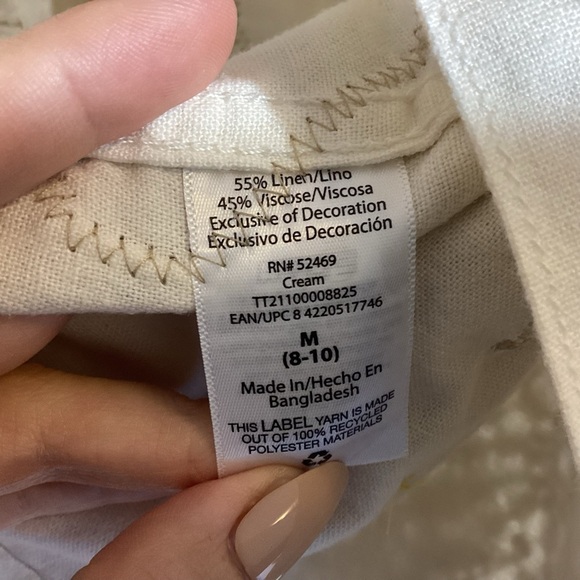 55% Linen/Lino
45% Viscose/Viscosa
Exclusive of Decoration
Exclusivo de Decoración
RN# 52469
Cream
TT21100008825
EAN/UPC 8 4220517746
M
(8-10)
Made In/Hecho En
Bangladesh
THIS LABEL YARN IS MADE
OUT OF 100% RECYCLED
POLYESTER MATERIALS